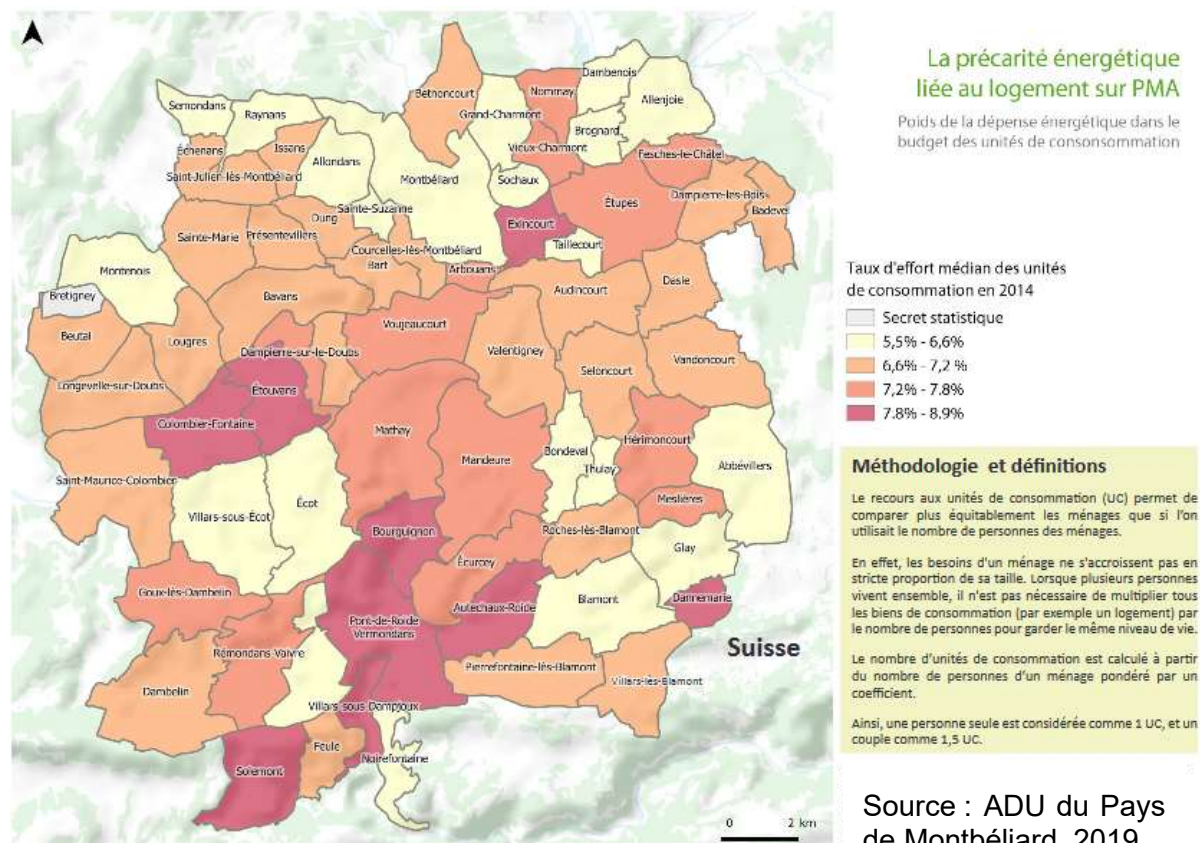 La précarité énergétique
liée au logement sur PMA
Poids de la dépense énergétique dans le
budget des unités de consonsommation
Taux d'effort médian des unités
de consommation en 2014
Secret statistique
5,5% - 6,6%
6,6% - 7,2 %
7,2% - 7.8%
7.8% - 8.9%
Méthodologie et définitions
Le recours aux unités de consommation (UC) permet de
comparer plus équitablement les ménages que si l'on
utilisait le nombre de personnes des ménages.
En effet, les besoins d'un ménage ne s'accroissent pas en
stricte proportion de sa taille. Lorsque plusieurs personnes
vivent ensemble, il n'est pas nécessaire de multiplier tous
les biens de consommation (par exemple un logement) par
le nombre de personnes pour garder le même niveau de vie.
Le nombre d'unités de consommation est calculé à partir
du nombre de personnes d'un ménage pondéré par un
coefficient.
Ainsi, une personne seule est considérée comme 1 UC, et un
couple comme 1,5 UC.
Source : ADU du Pays
de Montbéliard, 2019
Dambenois
Semondans
Bethoncourt
Nommay
Allenjoie
Raynans
Grand-Charmont
Brognard
Échenans
Issans
Vieux-Charmont
Fesches-le-Châtel
Allondans
Saint-Julien-lès-Montbéliard
Montbéliard
Sochaux
Dampierre-les-Bois
Étupes
Sainte-Suzanne
Badevel
Dung
Exincourt
Sainte-Marie
Présentevillers
Taillecourt
Courcelles-lès-Montbéliard
Bart
Arbouans
Montenois
Dasle
Audincourt
Bretigney
Bavans
Voujeaucourt
Beutal
Lougres
Dampierre-sur-le-Doubs
Valentigney
Vandoncourt
Seloncourt
Longevelle-sur-Doubs
Étouvans
Colombier-Fontaine
Mathay
Hérimoncourt
Bondeval
Mandeure
Abbévillers
Thulay
Saint-Maurice-Colombier
Écot
Meslières
Villars-sous-Écot
Bourguignon
Roches-lès-Blamont
Glay
Écurcey
Goux-lès-Dambelin
Dannemarie
Blamont
Autechaux-Roide
Pont-de-Roide
Vermondans
Suisse
Rémondans-Vaivre
Pierrefontaine-lès-Blamont
Villars-lès-Blamont
Dambelin
Villars-sous-Dampjoux
Feule
Noirefontaine
Solemont
0 2 km